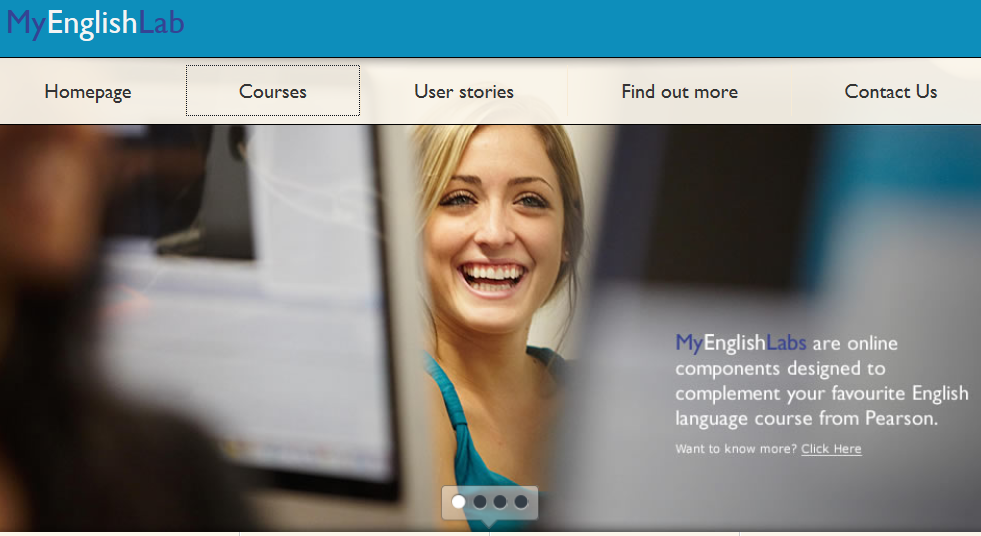 MyEnglishLab
Homepage Courses User stories Find out more Contact Us
MyEnglishLabs are online
components designed to
complement your favourite English
language course from Pearson.
Want to know more? Click Here